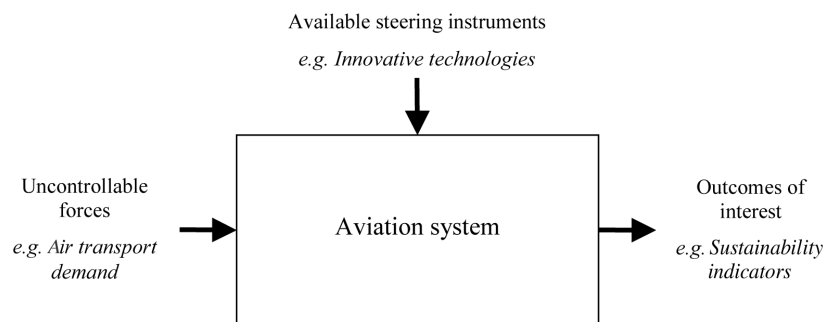 Available steering instruments
e.g. Innovative technologies
Uncontrollable
forces
e.g. Air transport
demand
Aviation system
Outcomes of
interest
e.g. Sustainability
indicators